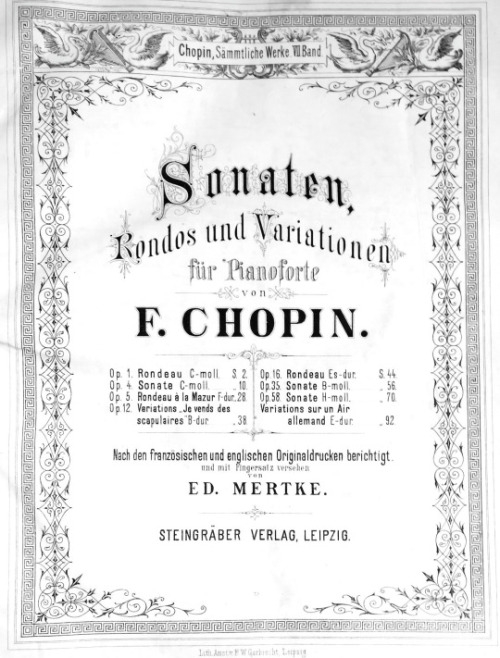 Chopin, Sämmtliche Werke VII. Band
Sonaten,
Rondos und Variationen
für Pianoforte
von
F. CHOPIN.
Op. 1. Rondeau C-moll. S. 2.
Op. 4. Sonate C-moll. „ 10.
Op. 5. Rondeau à la Mazur F-dur. „ 28.
Op. 12. Variations „Je vends des
scapulaires" B-dur „ 38.
Op. 16. Rondeau Es-dur. S. 44.
Op. 35. Sonate B-moll. „ 56.
Op. 58. Sonate H-moll. „ 70.
Variations sur un Air
allemand E-dur. „ 92.
Nach den französischen und englischen Originaldrucken berichtigt
und mit Fingersatz versehen
von
ED. MERTKE.
STEINGRÄBER VERLAG, LEIPZIG.
Lith. Anst. v. F. W. Garbrecht, Leipzig